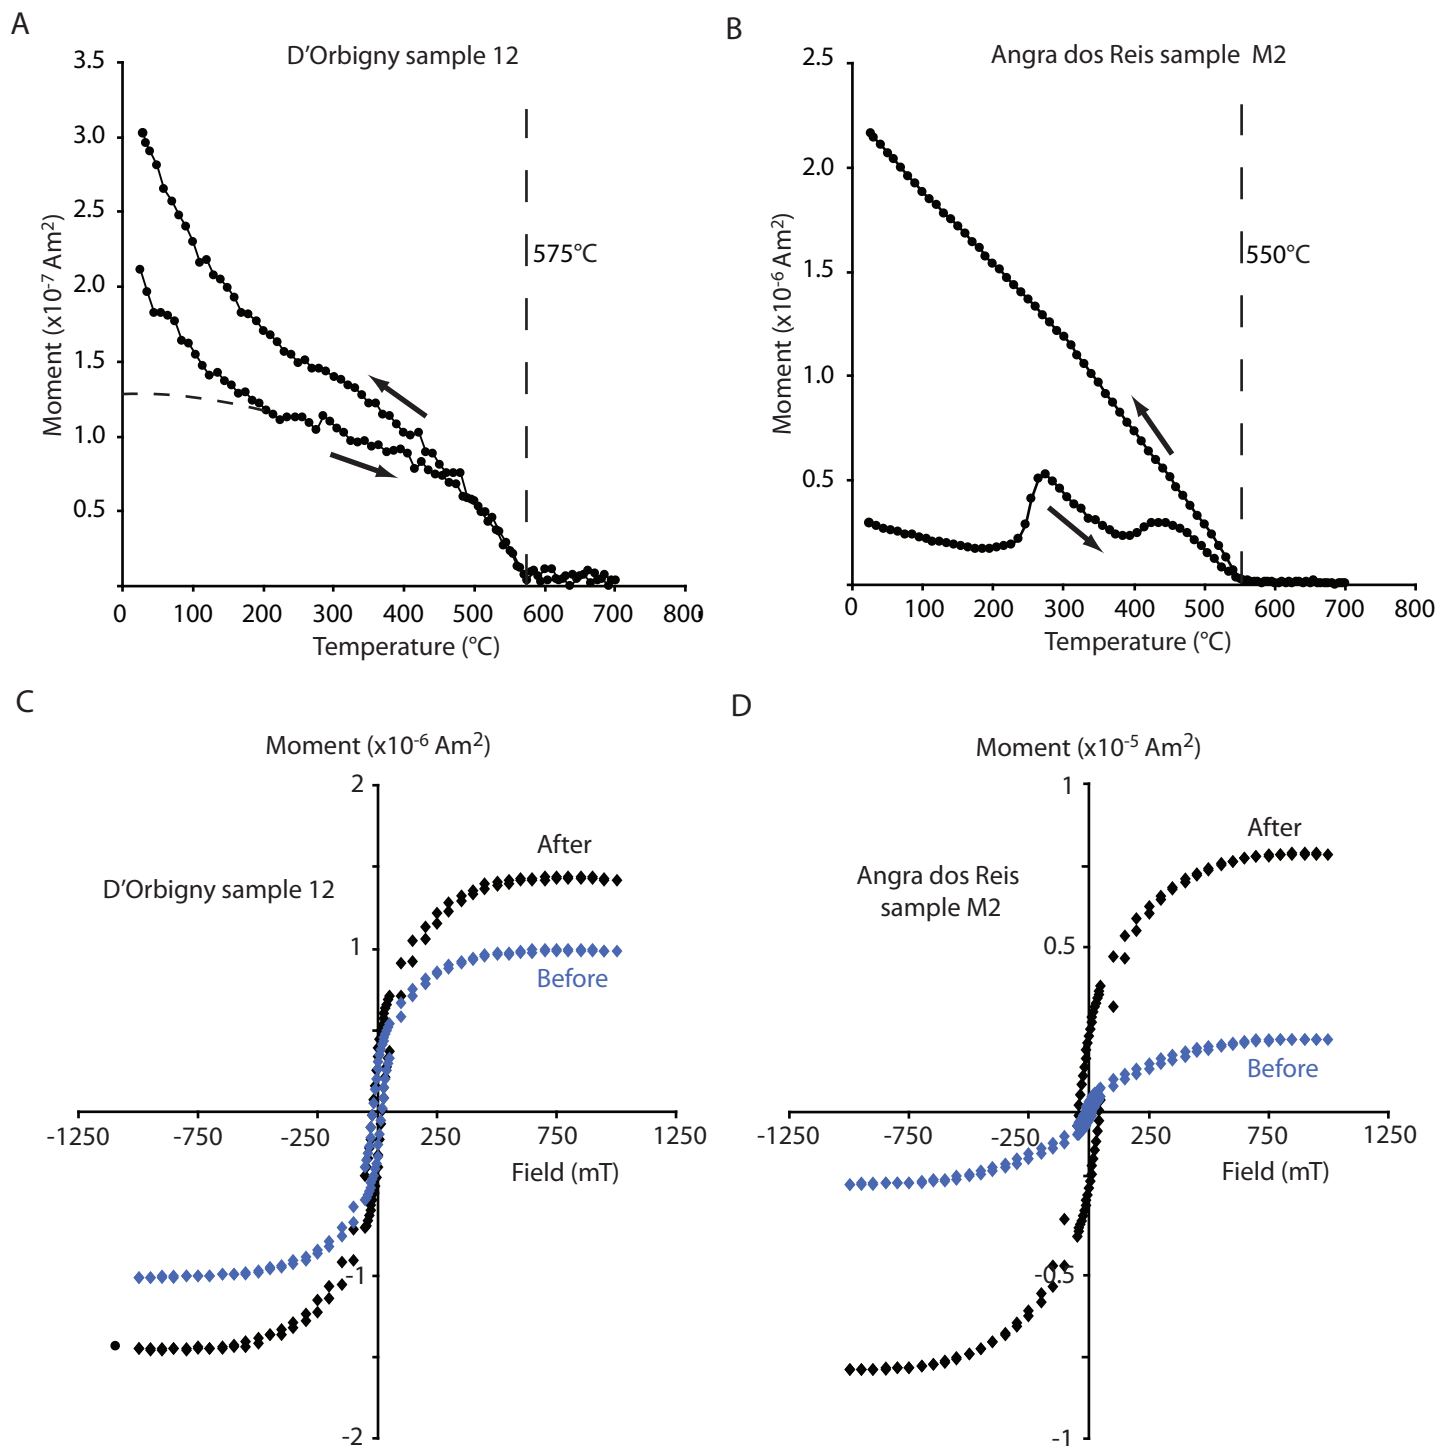 A
D'Orbigny sample 12
3.5
3.0
2.5
2.0
1.5
1.0
0.5
Moment (x10-7 Am2)
575°C
0 100 200 300 400 500 600 700 800
Temperature (°C)
B
Angra dos Reis sample M2
2.5
2.0
1.5
1.0
0.5
0
Moment (x10-6 Am2)
550°C
0 100 200 300 400 500 600 700 800
Temperature (°C)
C
Moment (x10-6 Am2)
2
After
D'Orbigny sample 12
1
Before
-1250 -750 -250 250 750 1250
Field (mT)
-1
-2
D
Moment (x10-5 Am2)
1
After
Angra dos Reis
sample M2
0.5
Before
-1250 -750 -250 250 750 1250
Field (mT)
-0.5
-1